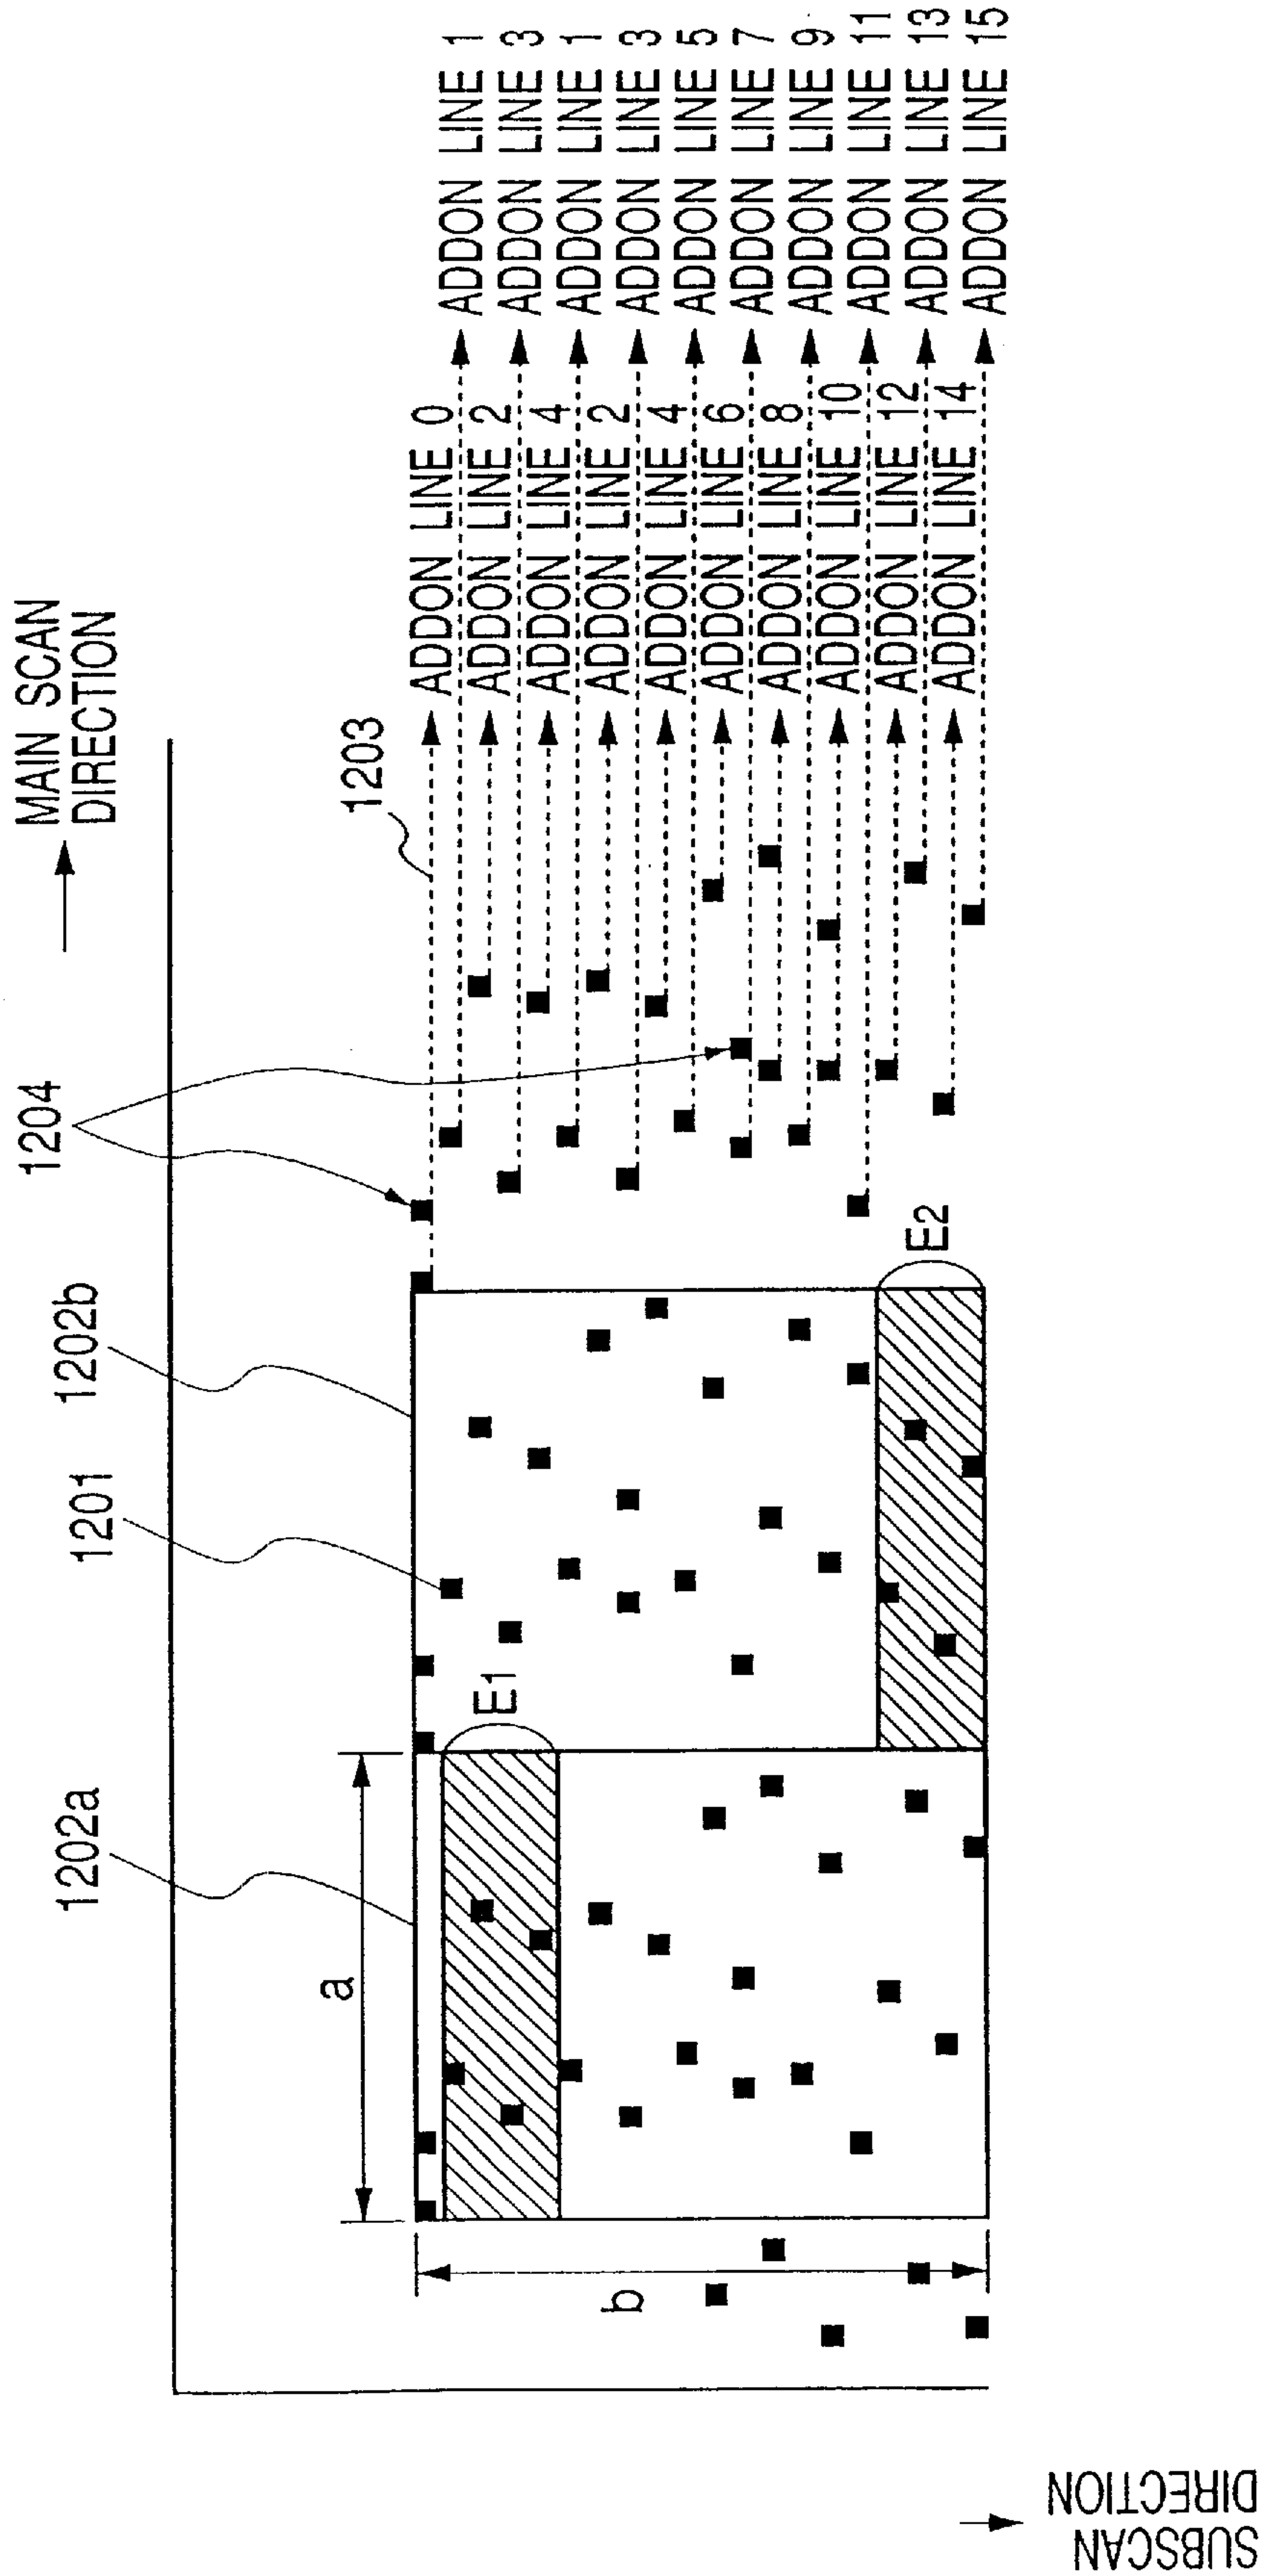 MAIN SCAN
DIRECTION
1202a
1201
1202b
1204
1203
a
b
E1
E2
ADDON LINE 0
ADDON LINE 1
ADDON LINE 2
ADDON LINE 3
ADDON LINE 4
ADDON LINE 1
ADDON LINE 2
ADDON LINE 3
ADDON LINE 4
ADDON LINE 5
ADDON LINE 6
ADDON LINE 7
ADDON LINE 8
ADDON LINE 9
ADDON LINE 10
ADDON LINE 11
ADDON LINE 12
ADDON LINE 13
ADDON LINE 14
ADDON LINE 15
SUBSCAN
DIRECTION